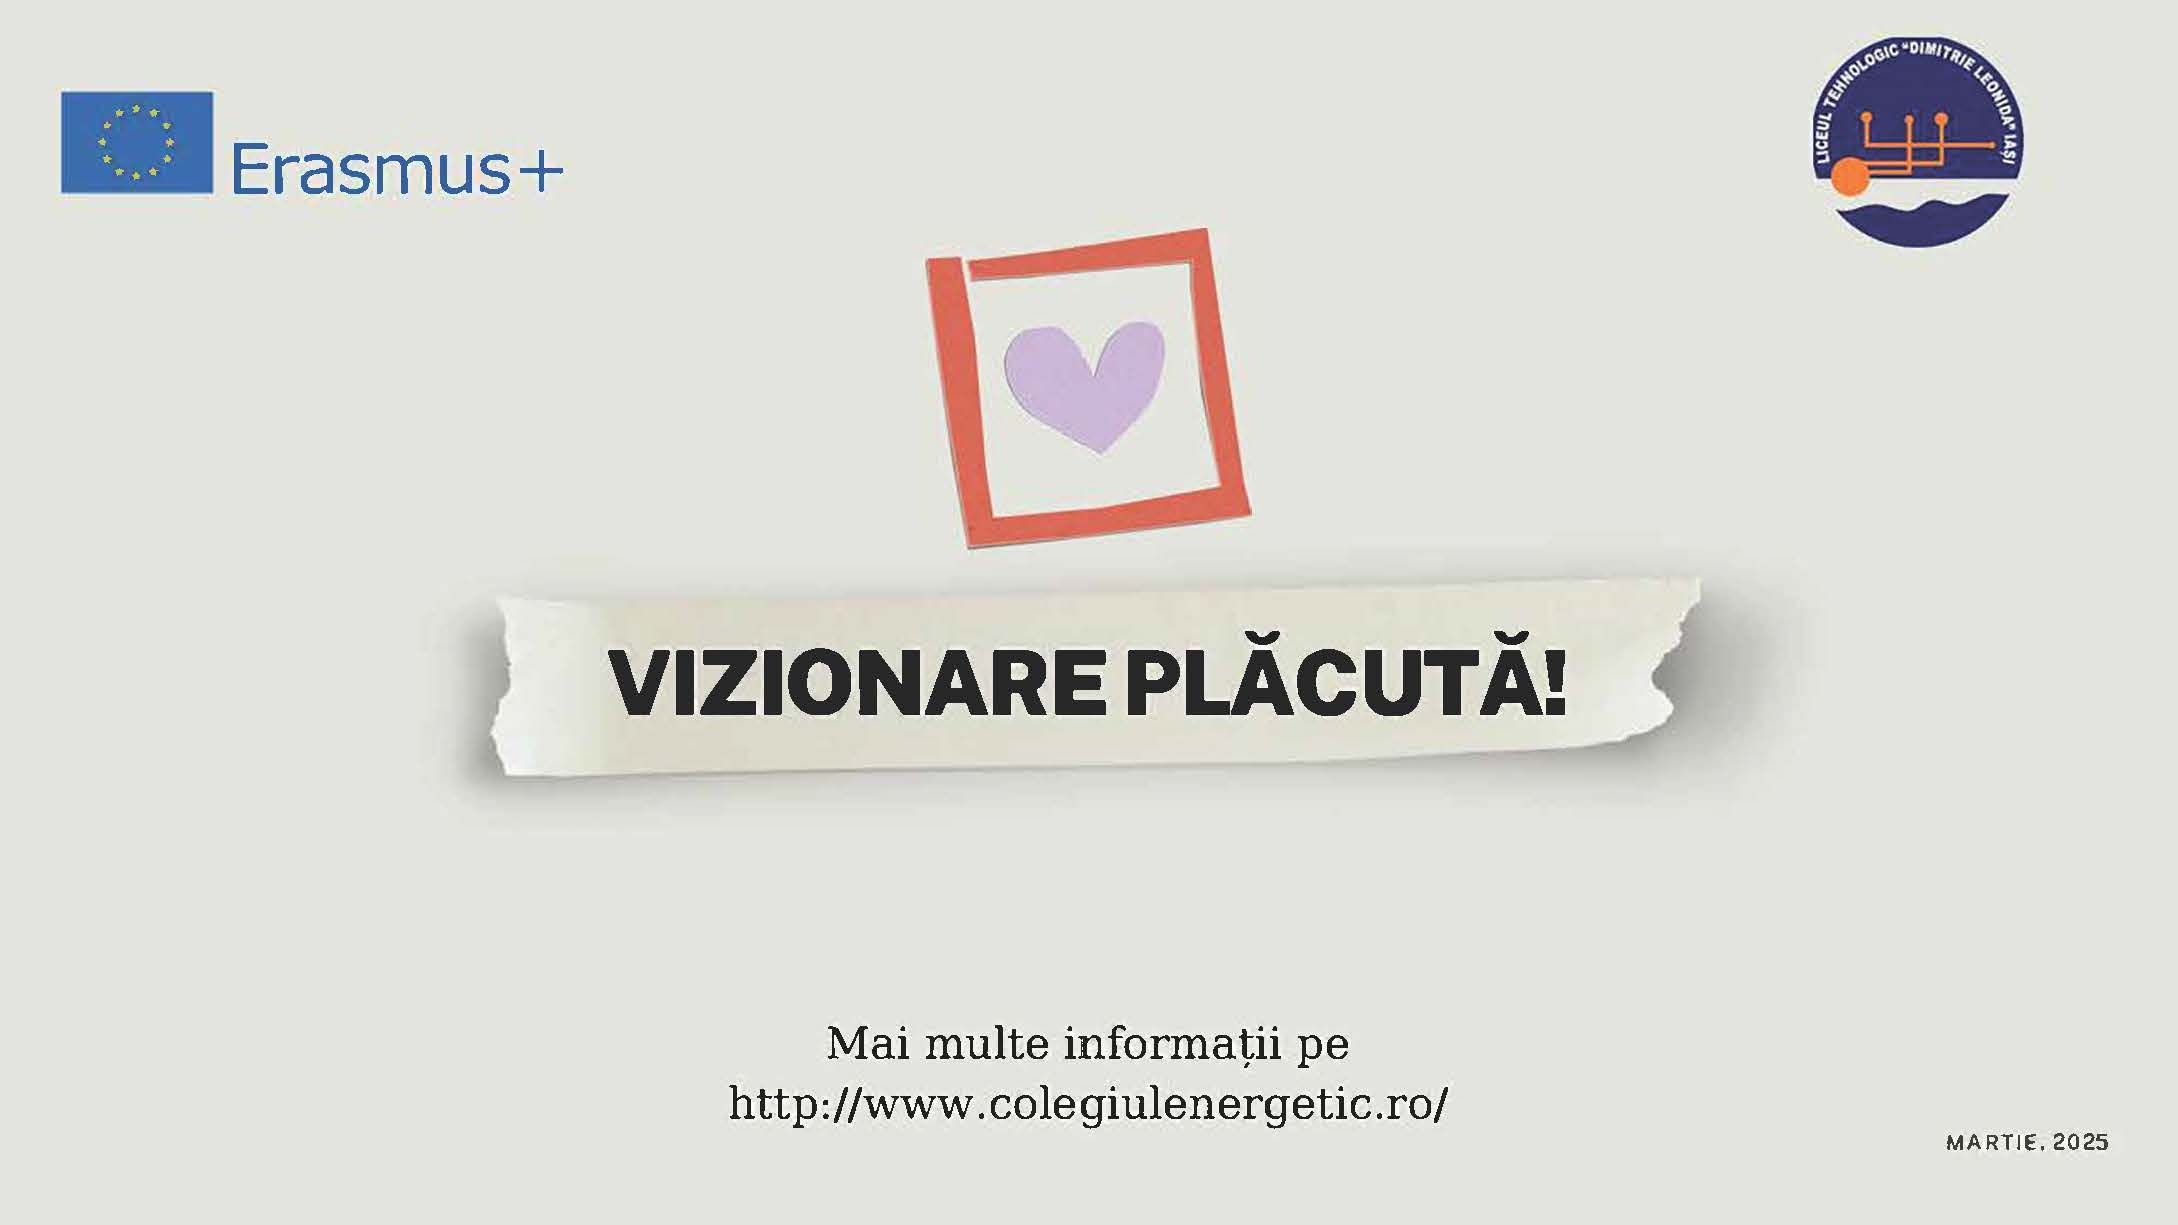 Erasmus+
LICEUL TEHNOLOGIC "DIMITRIE LEONIDA" IAȘI
VIZIONARE PLĂCUTĂ!
Mai multe informații pe
http://www.colegiulenergetic.ro/
MARTIE, 2025